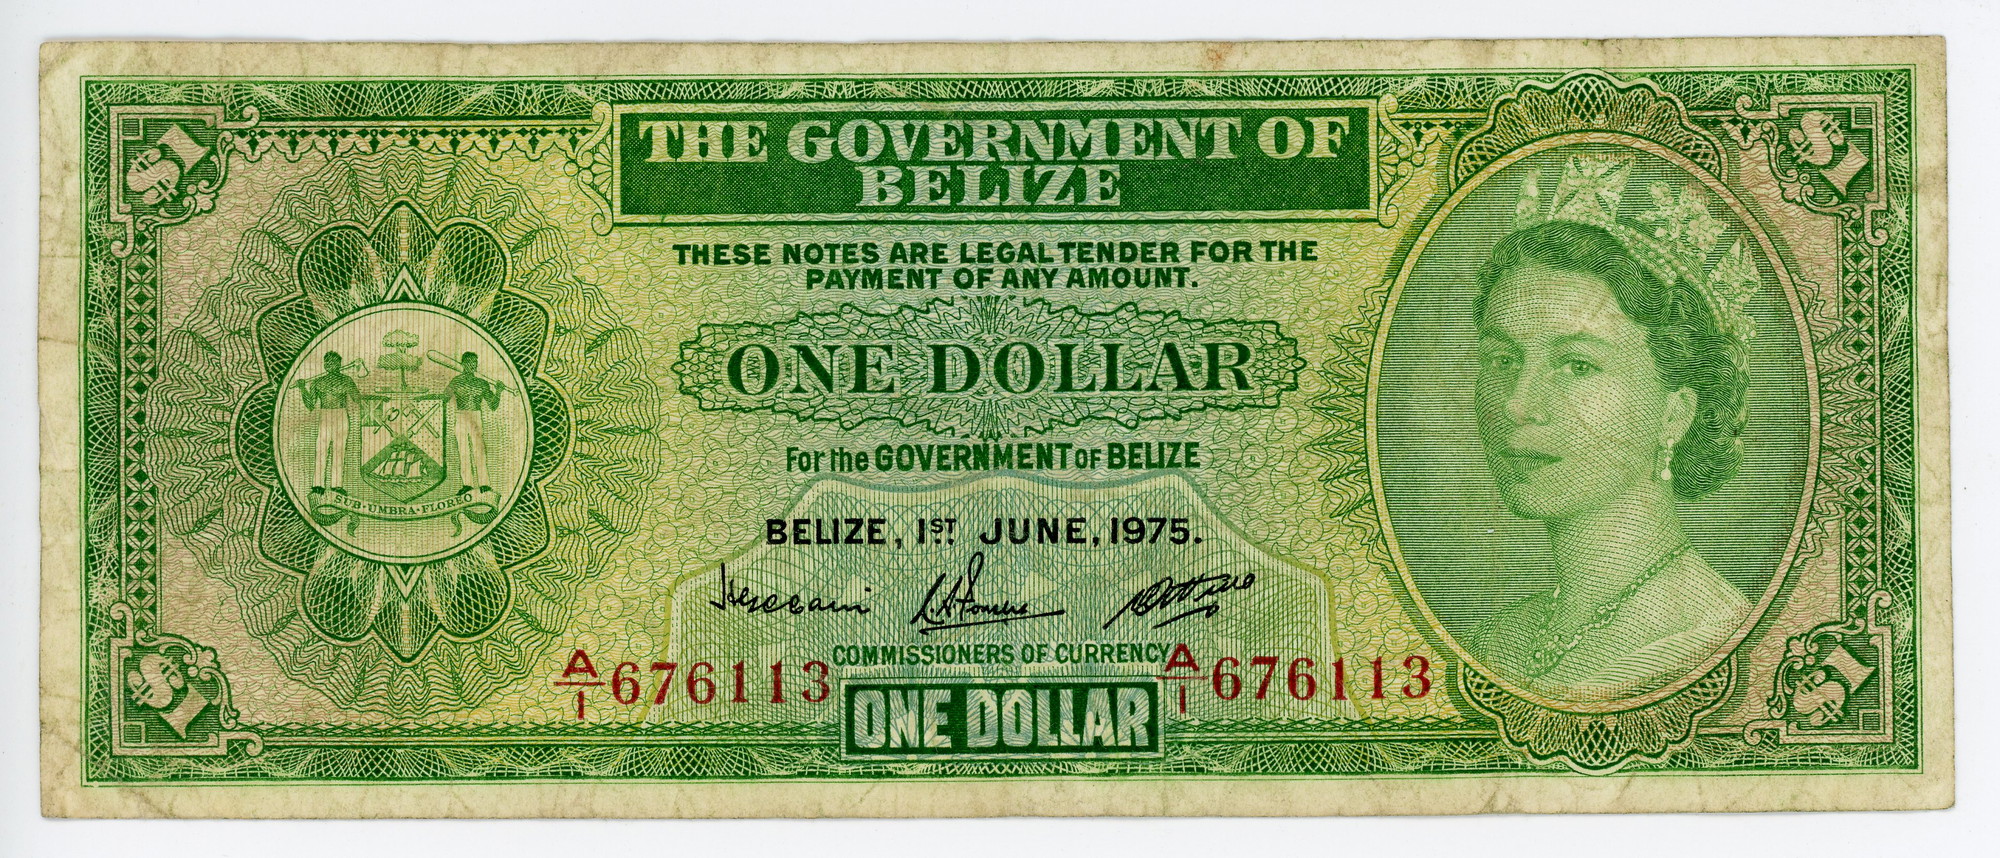 $1
$1
THE GOVERNMENT OF
BELIZE
THESE NOTES ARE LEGAL TENDER FOR THE
PAYMENT OF ANY AMOUNT.
ONE DOLLAR
For the GOVERNMENT OF BELIZE
SUB·UMBRA·FLOREO
BELIZE, 1ST JUNE, 1975.
COMMISSIONERS OF CURRENCY
A/1 676113
A/1 676113
ONE DOLLAR
$1
$1